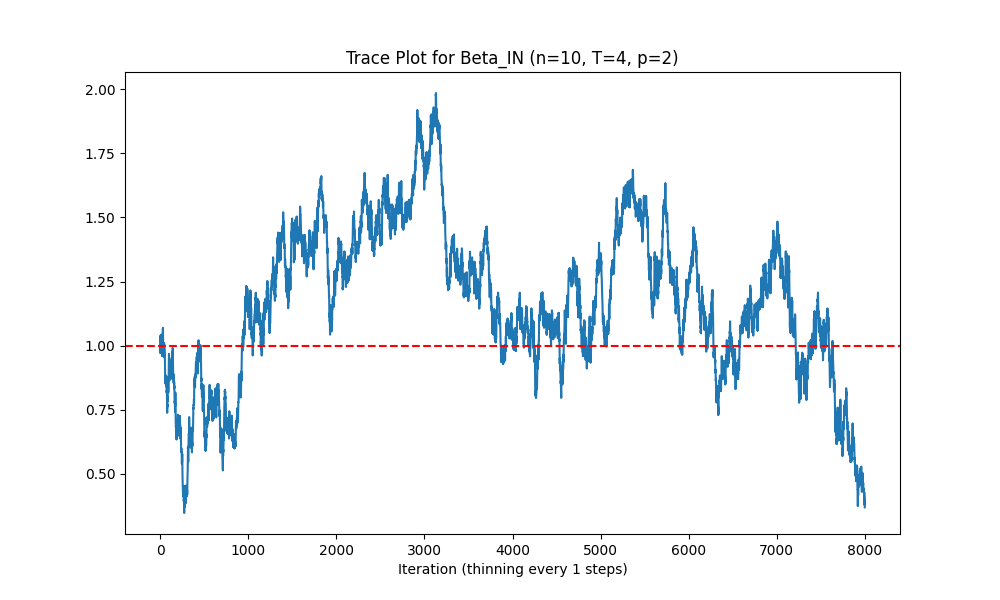 Trace Plot for Beta_IN (n=10, T=4, p=2)
2.00
1.75
1.50
1.25
1.00
0.75
0.50
0 1000 2000 3000 4000 5000 6000 7000 8000
Iteration (thinning every 1 steps)